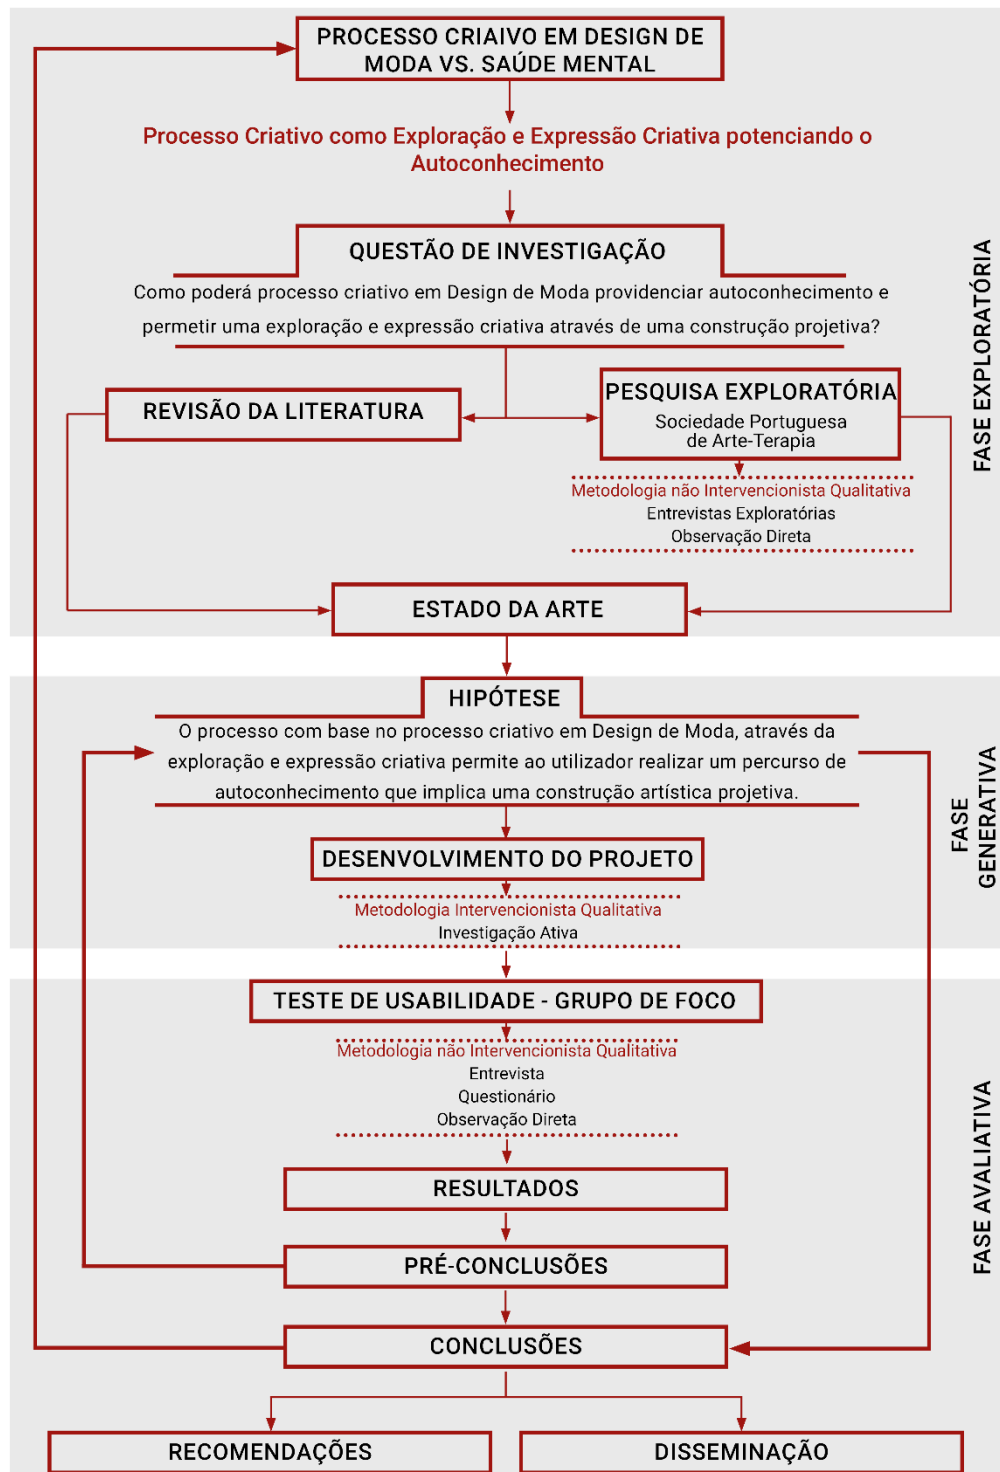 PROCESSO CRIAIVO EM DESIGN DE
MODA VS. SAÚDE MENTAL
Processo Criativo como Exploração e Expressão Criativa potenciando o
Autoconhecimento
QUESTÃO DE INVESTIGAÇÃO
Como poderá processo criativo em Design de Moda providenciar autoconhecimento e
permetir uma exploração e expressão criativa através de uma construção projetiva?
REVISÃO DA LITERATURA
PESQUISA EXPLORATÓRIA
Sociedade Portuguesa
de Arte-Terapia
Metodologia não Intervencionista Qualitativa
Entrevistas Exploratórias
Observação Direta
ESTADO DA ARTE
FASE EXPLORATÓRIA
HIPÓTESE
O processo com base no processo criativo em Design de Moda, através da
exploração e expressão criativa permite ao utilizador realizar um percurso de
autoconhecimento que implica uma construção artística projetiva.
DESENVOLVIMENTO DO PROJETO
Metodologia Intervencionista Qualitativa
Investigação Ativa
FASE
GENERATIVA
TESTE DE USABILIDADE - GRUPO DE FOCO
Metodologia não Intervencionista Qualitativa
Entrevista
Questionário
Observação Direta
RESULTADOS
PRÉ-CONCLUSÕES
CONCLUSÕES
RECOMENDAÇÕES
DISSEMINAÇÃO
FASE AVALIATIVA